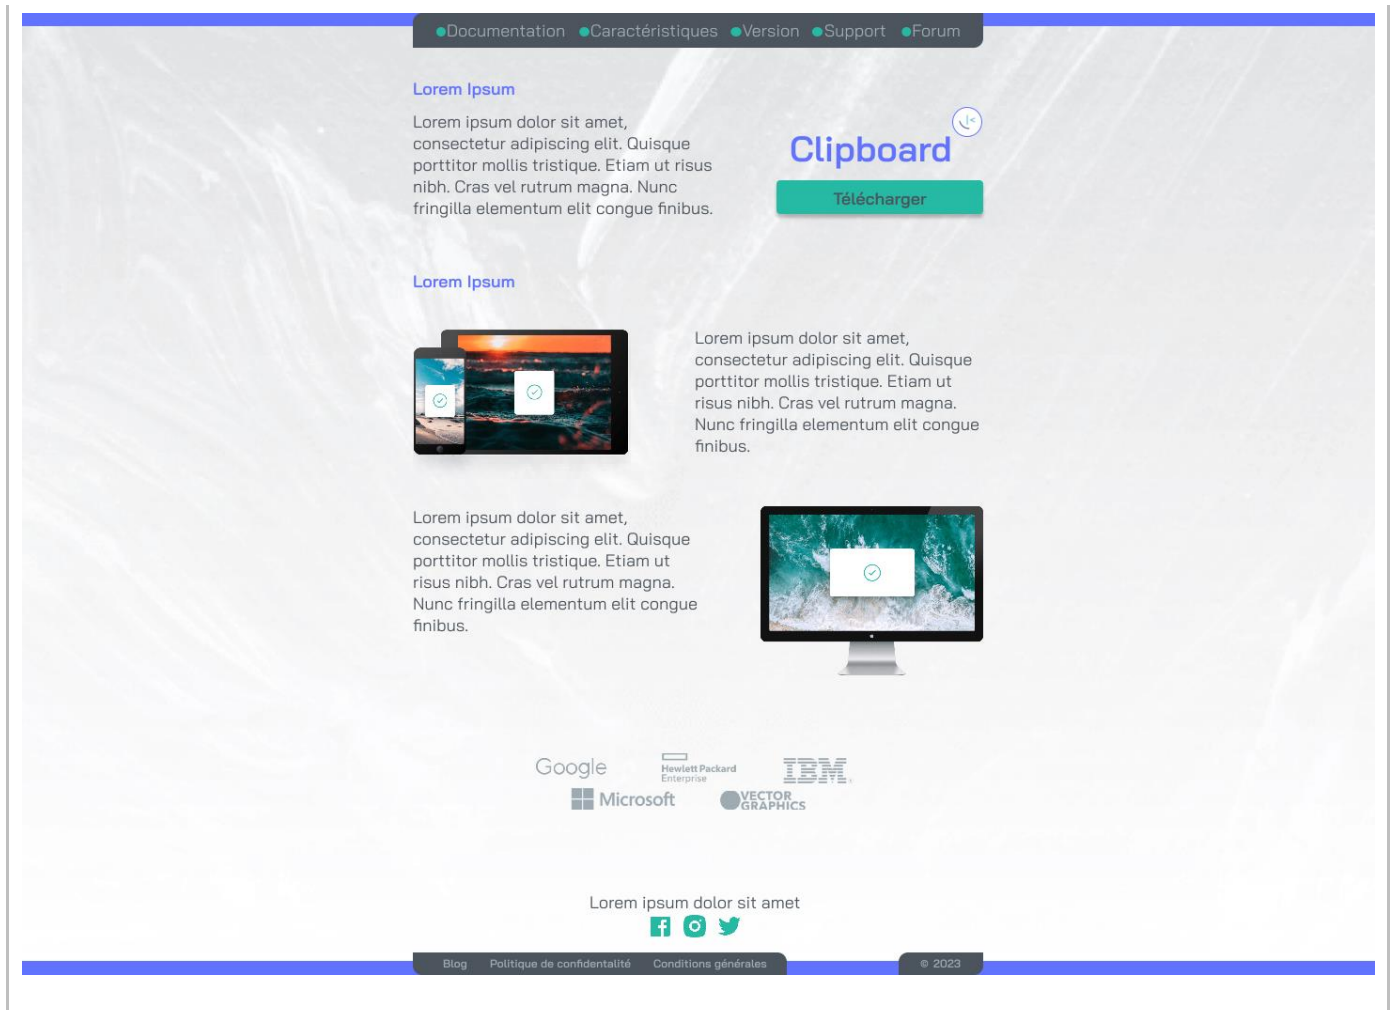 Documentation Caractéristiques Version Support Forum
Lorem Ipsum
Lorem ipsum dolor sit amet,
consectetur adipiscing elit. Quisque
porttitor mollis tristique. Etiam ut risus
nibh. Cras vel rutrum magna. Nunc
fringilla elementum elit congue finibus.
Clipboard
Télécharger
Lorem Ipsum
Lorem ipsum dolor sit amet,
consectetur adipiscing elit. Quisque
porttitor mollis tristique. Etiam ut
risus nibh. Cras vel rutrum magna.
Nunc fringilla elementum elit congue
finibus.
Lorem ipsum dolor sit amet,
consectetur adipiscing elit. Quisque
porttitor mollis tristique. Etiam ut
risus nibh. Cras vel rutrum magna.
Nunc fringilla elementum elit congue
finibus.
Google
Hewlett Packard
Enterprise
IBM
Microsoft
VECTOR
GRAPHICS
Lorem ipsum dolor sit amet
Blog Politique de confidentalité Conditions générales © 2023